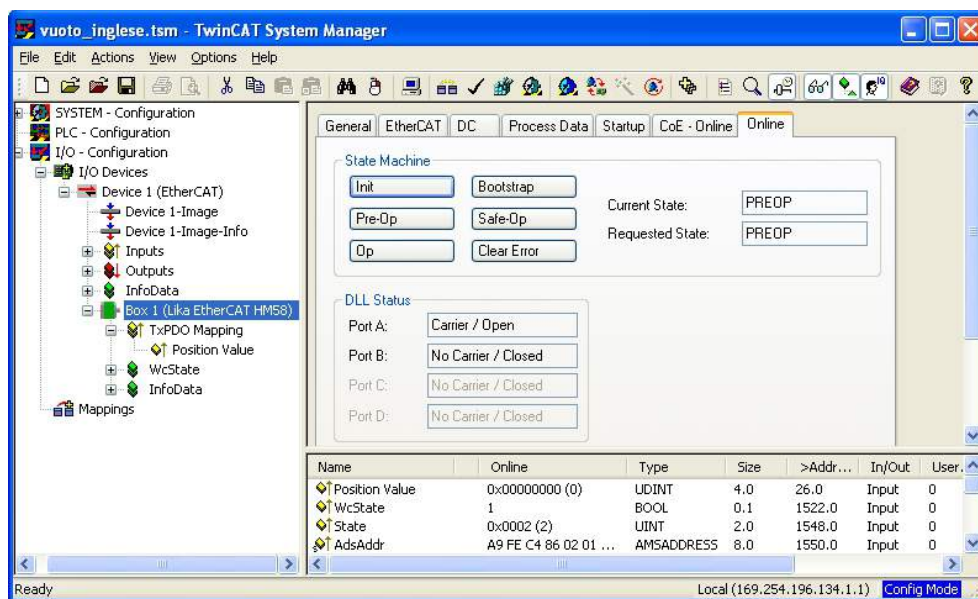 vuoto_inglese.tsm - TwinCAT System Manager
File Edit Actions View Options Help
SYSTEM - Configuration
PLC - Configuration
I/O - Configuration
I/O Devices
Device 1 (EtherCAT)
Device 1-Image
Device 1-Image-Info
Inputs
Outputs
InfoData
Box 1 (Lika EtherCAT HM58)
TxPDO Mapping
Position Value
WcState
InfoData
Mappings
General EtherCAT DC Process Data Startup CoE - Online Online
State Machine
Init Bootstrap
Pre-Op Safe-Op
Op Clear Error
Current State: PREOP
Requested State: PREOP
DLL Status
Port A: Carrier / Open
Port B: No Carrier / Closed
Port C: No Carrier / Closed
Port D: No Carrier / Closed
Name Online Type Size >Addr... In/Out User.
Position Value 0x00000000 (0) UDINT 4.0 26.0 Input 0
WcState 1 BOOL 0.1 1522.0 Input 0
State 0x0002 (2) UINT 2.0 1548.0 Input 0
AdsAddr A9 FE C4 86 02 01 ... AMSADDRESS 8.0 1550.0 Input 0
Ready Local (169.254.196.134.1.1) Config Mode